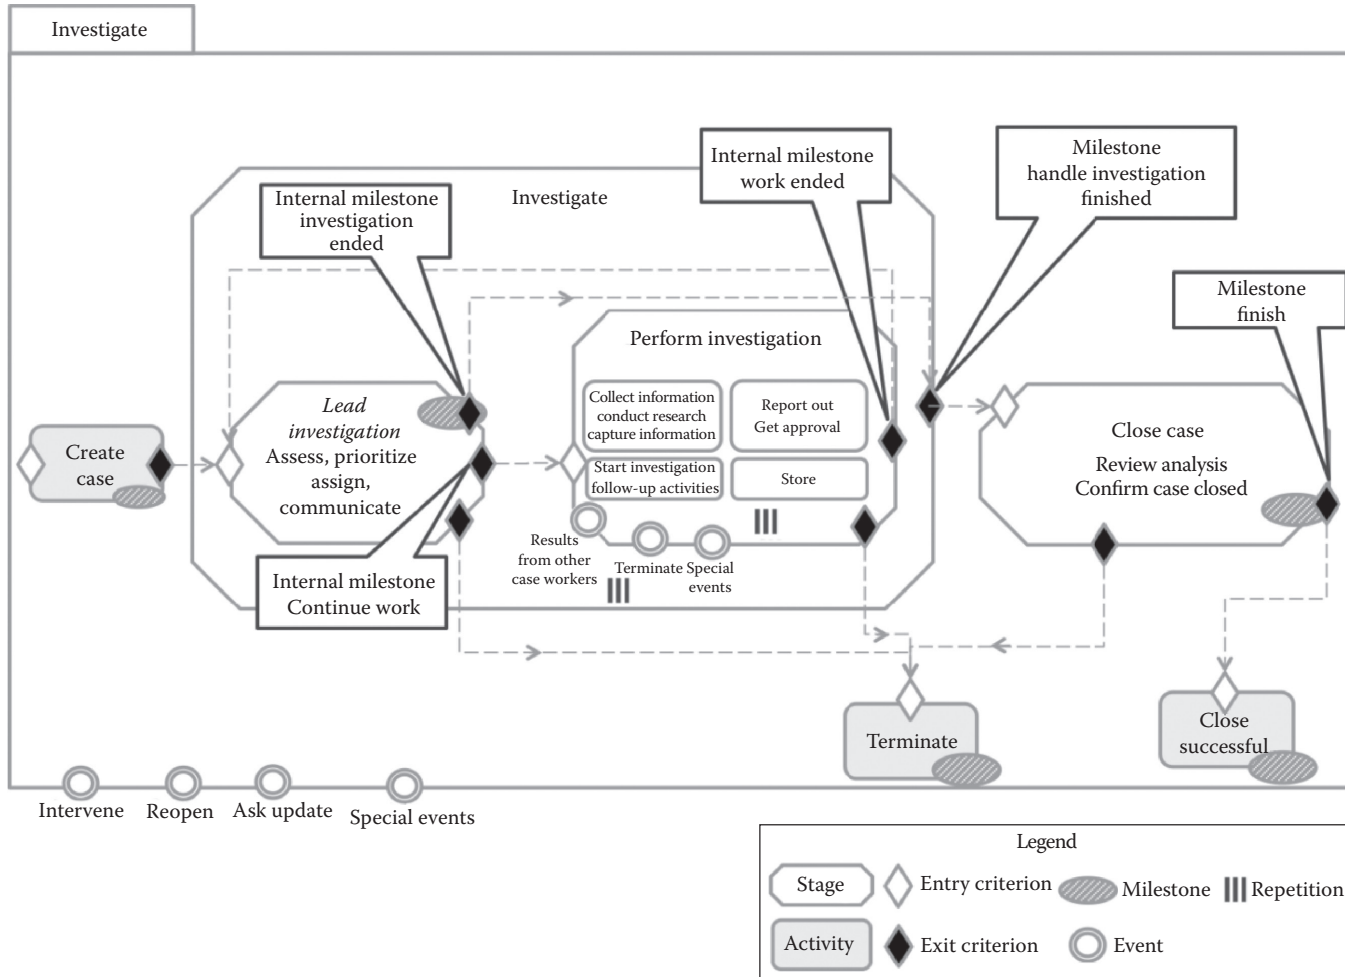 Investigate
Internal milestone
work ended
Milestone
handle investigation
finished
Internal milestone
investigation
ended
Investigate
Milestone
finish
Perform investigation
Collect information
conduct research
capture information
Report out
Get approval
Start investigation
follow-up activities
Store
Lead
investigation
Assess, prioritize
assign,
communicate
Create
case
Close case
Review analysis
Confirm case closed
Results
from other
case workers
Terminate
Special
events
Internal milestone
Continue work
Terminate
Close
successful
Intervene
Reopen
Ask update
Special events
Legend
Stage
Entry criterion
Milestone
Repetition
Activity
Exit criterion
Event